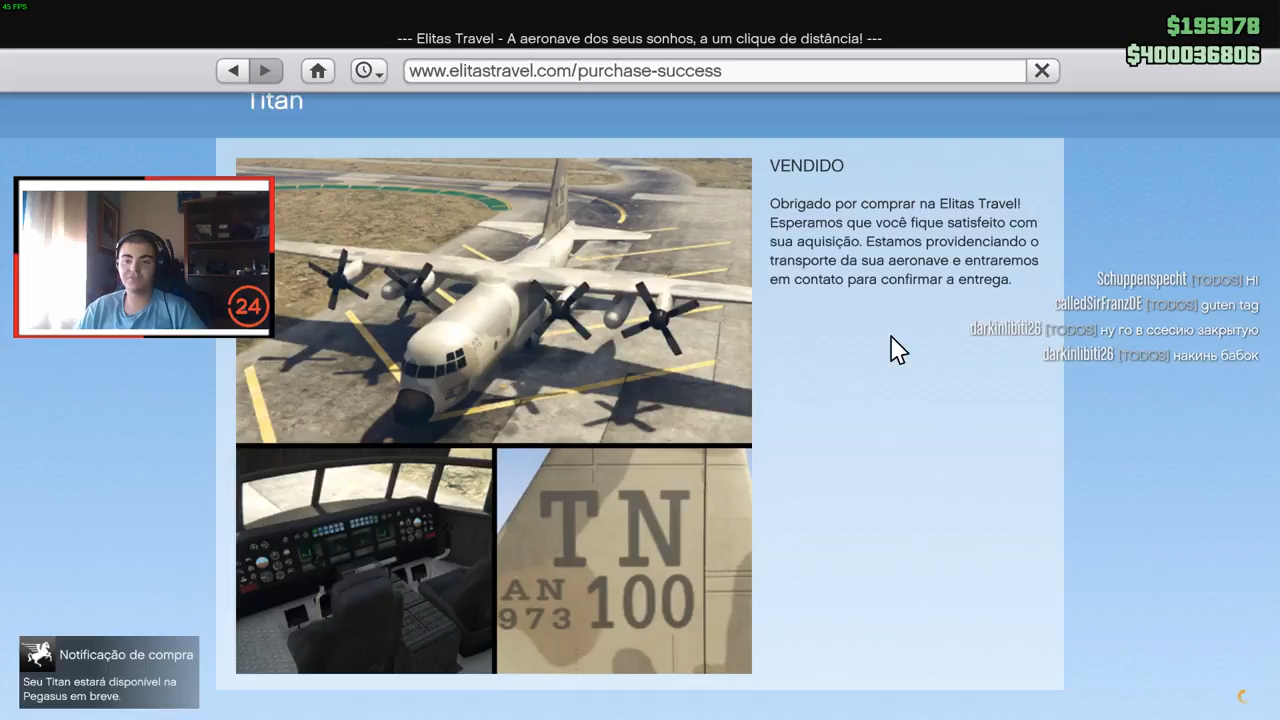 45 FPS
$193978
--- Elitas Travel - A aeronave dos seus sonhos, a um clique de distância! ---
$400036806
www.elitastravel.com/purchase-success
Titan
VENDIDO
Obrigado por comprar na Elitas Travel!
Esperamos que você fique satisfeito com
sua aquisição. Estamos providenciando o
transporte da sua aeronave e entraremos
em contato para confirmar a entrega.
24
Schuppenspecht [TODOS] HI
calledSirFranzDE [TODOS] guten tag
darkinlibiti26 [TODOS] ну го в ссесию закрытую
darkinlibiti26 [TODOS] накинь бабок
TN
AN
973 100
Notificação de compra
Seu Titan estará disponível na
Pegasus em breve.